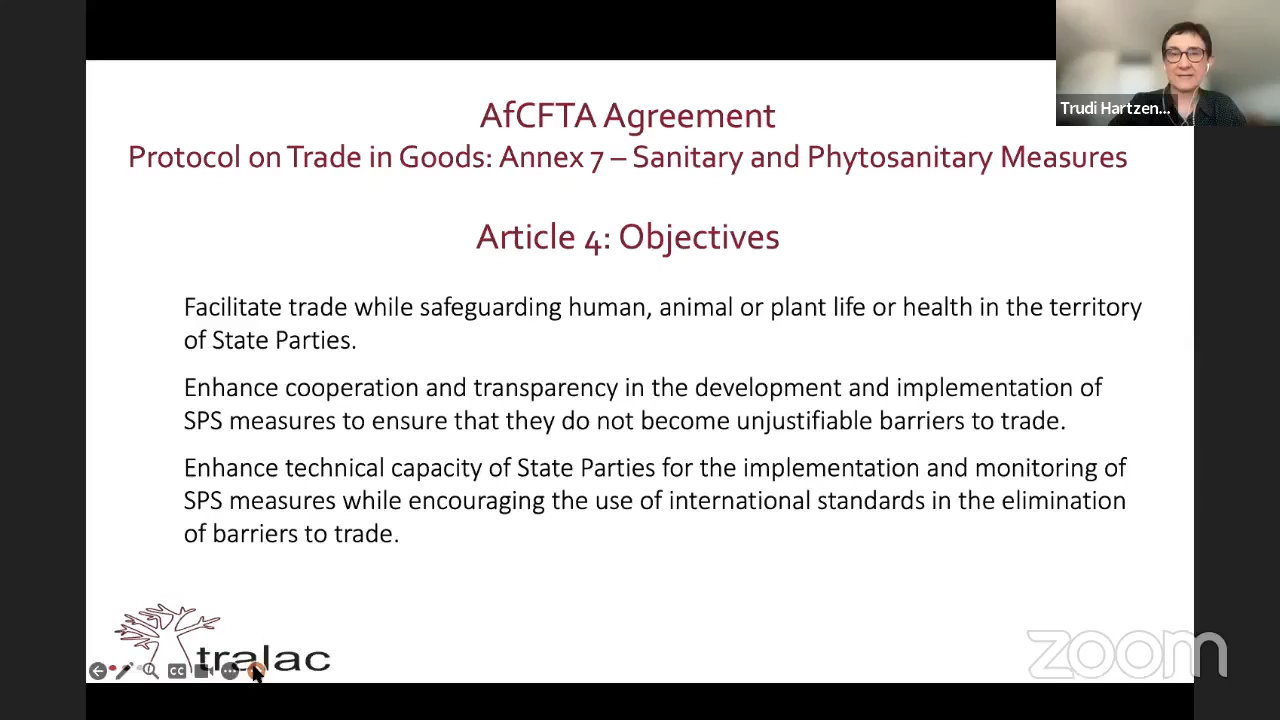 AfCFTA Agreement
Protocol on Trade in Goods: Annex 7 – Sanitary and Phytosanitary Measures
Trudi Hartzen...
Article 4: Objectives
Facilitate trade while safeguarding human, animal or plant life or health in the territory
of State Parties.
Enhance cooperation and transparency in the development and implementation of
SPS measures to ensure that they do not become unjustifiable barriers to trade.
Enhance technical capacity of State Parties for the implementation and monitoring of
SPS measures while encouraging the use of international standards in the elimination
of barriers to trade.
tralac
CC
zoom